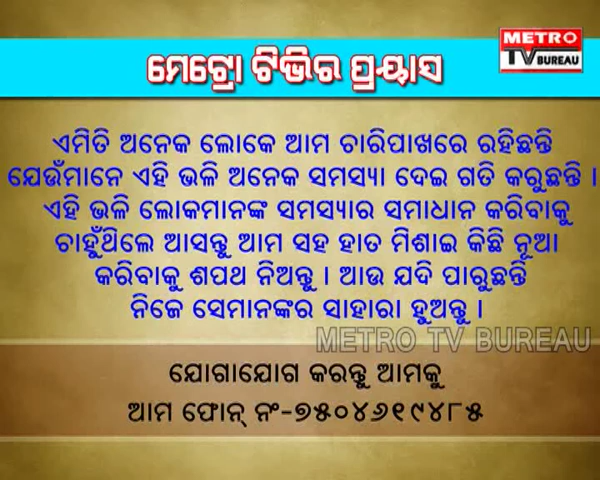 METRO
TV BUREAU
ମେଟ୍ରୋ ଟିଭିର ପ୍ରୟାସ
ଏମିତି ଅନେକ ଲୋକେ ଆମ ଚାରିପାଖରେ ରହିଛନ୍ତି
ଯେଉଁମାନେ ଏହି ଭଳି ଅନେକ ସମସ୍ୟା ଦେଇ ଗତି କରୁଛନ୍ତି ।
ଏହି ଭଳି ଲୋକମାନଙ୍କ ସମସ୍ୟାର ସମାଧାନ କରିବାକୁ
ଚାହୁଁଥିଲେ ଆସନ୍ତୁ ଆମ ସହ ହାତ ମିଶାଇ କିଛି ନୂଆ
କରିବାକୁ ଶପଥ ନିଅନ୍ତୁ । ଆଉ ଯଦି ପାରୁଛନ୍ତି
ନିଜେ ସେମାନଙ୍କର ସାହାରା ହୁଅନ୍ତୁ ।
METRO TV BUREAU
ଯୋଗାଯୋଗ କରନ୍ତୁ ଆମକୁ
ଆମ ଫୋନ୍ ନଂ-୭୫୦୪୬୧୯୪୮୫